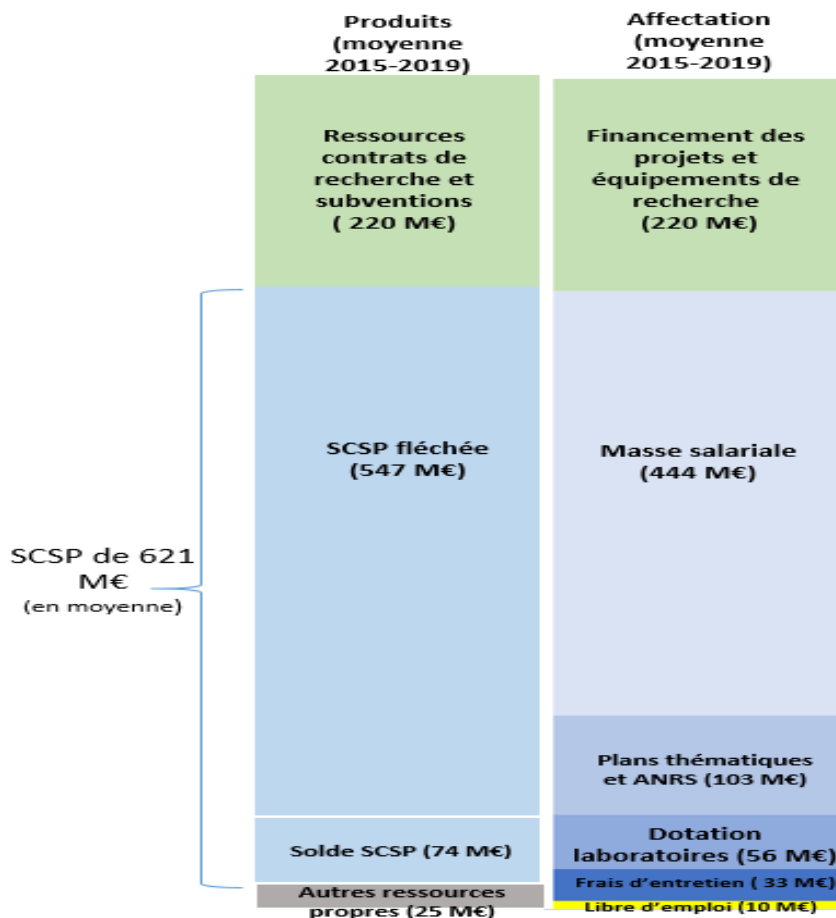 Produits
(moyenne
2015-2019)
Ressources
contrats de
recherche et
subventions
( 220 M€)
SCSP fléchée
(547 M€)
SCSP de 621
M€
(en moyenne)
Solde SCSP (74 M€)
Autres ressources
propres (25 M€)
Affectation
(moyenne
2015-2019)
Financement des
projets et
équipements de
recherche
(220 M€)
Masse salariale
(444 M€)
Plans thématiques
et ANRS (103 M€)
Dotation
laboratoires (56 M€)
Frais d'entretien ( 33 M€)
Libre d'emploi (10 M€)